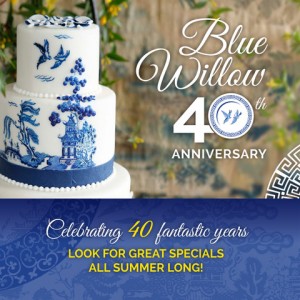 Blue
Willow
40th
ANNIVERSARY
Celebrating 40 fantastic years
LOOK FOR GREAT SPECIALS
ALL SUMMER LONG!